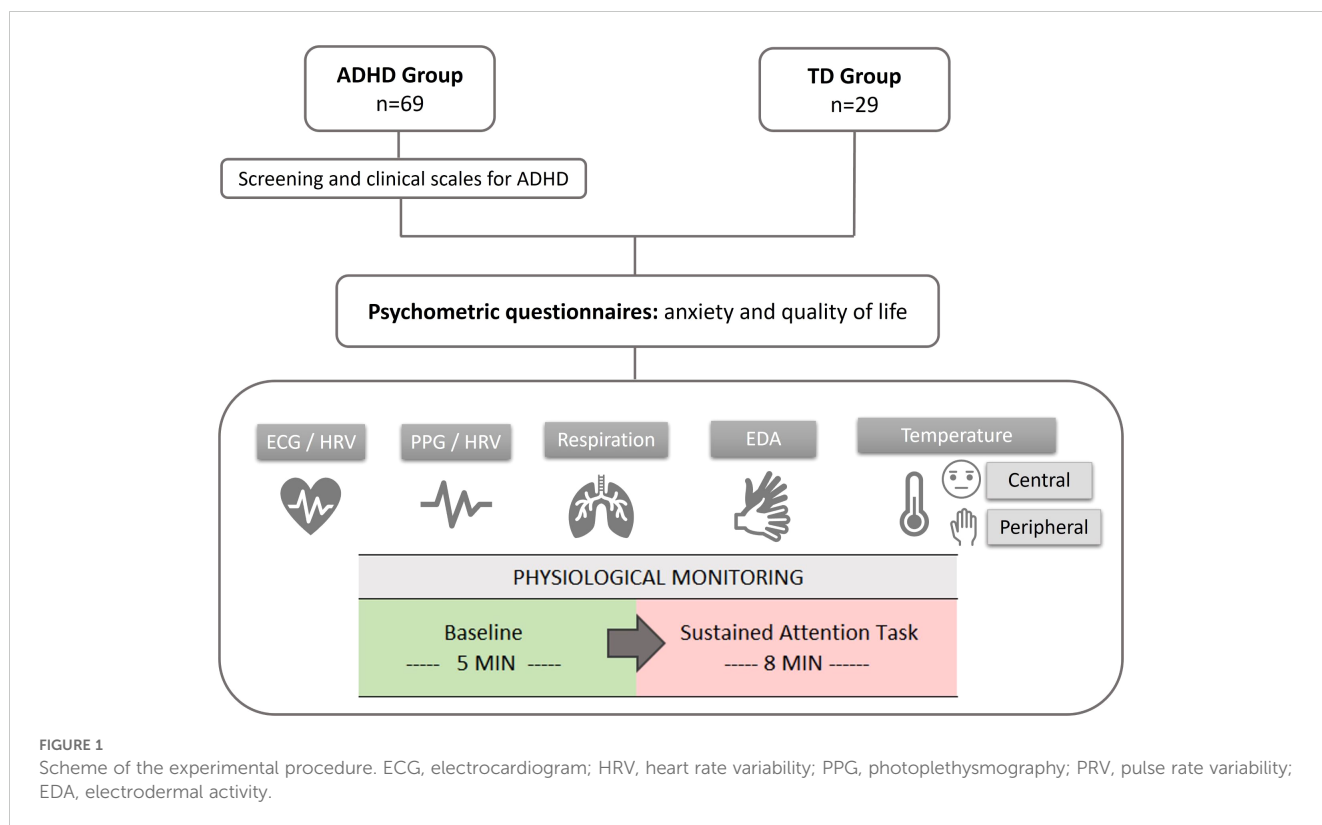 ADHD Group
n=69
TD Group
n=29
Screening and clinical scales for ADHD
Psychometric questionnaires: anxiety and quality of life
ECG / HRV
PPG / HRV
Respiration
EDA
Temperature
Central
Peripheral
PHYSIOLOGICAL MONITORING
Baseline
----- 5 MIN -----
Sustained Attention Task
----- 8 MIN ------
FIGURE 1
Scheme of the experimental procedure. ECG, electrocardiogram; HRV, heart rate variability; PPG, photoplethysmography; PRV, pulse rate variability;
EDA, electrodermal activity.